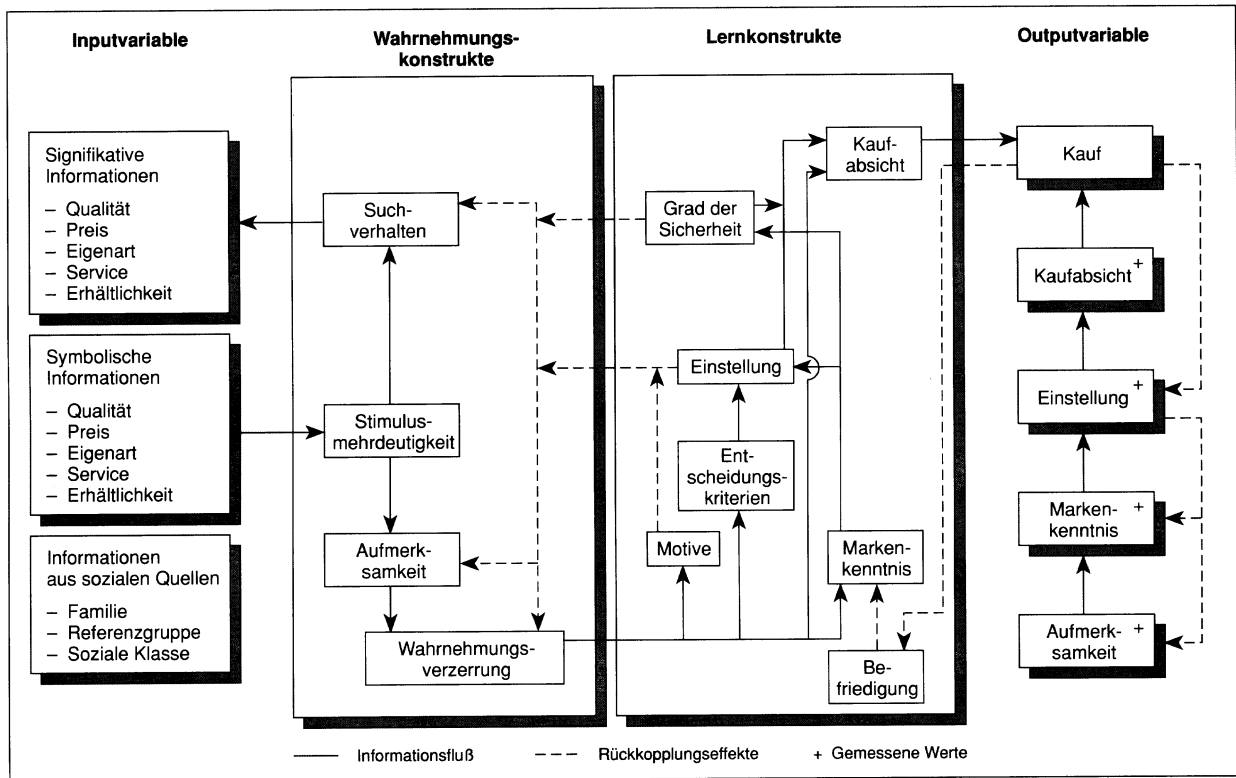 Inputvariable
Wahrnehmungs-
konstrukte
Lernkonstrukte
Outputvariable
Signifikative
Informationen
– Qualität
– Preis
– Eigenart
– Service
– Erhältlichkeit
Symbolische
Informationen
– Qualität
– Preis
– Eigenart
– Service
– Erhältlichkeit
Informationen
aus sozialen Quellen
– Familie
– Referenzgruppe
– Soziale Klasse
Such-
verhalten
Stimulus-
mehrdeutigkeit
Aufmerk-
samkeit
Wahrnehmungs-
verzerrung
Kauf-
absicht
Grad der
Sicherheit
Einstellung
Ent-
scheidungs-
kriterien
Motive
Marken-
kenntnis
Be-
friedigung
Kauf
Kaufabsicht +
Einstellung +
Marken- +
kenntnis
Aufmerk- +
samkeit
Informationsfluß
Rückkopplungseffekte
+ Gemessene Werte